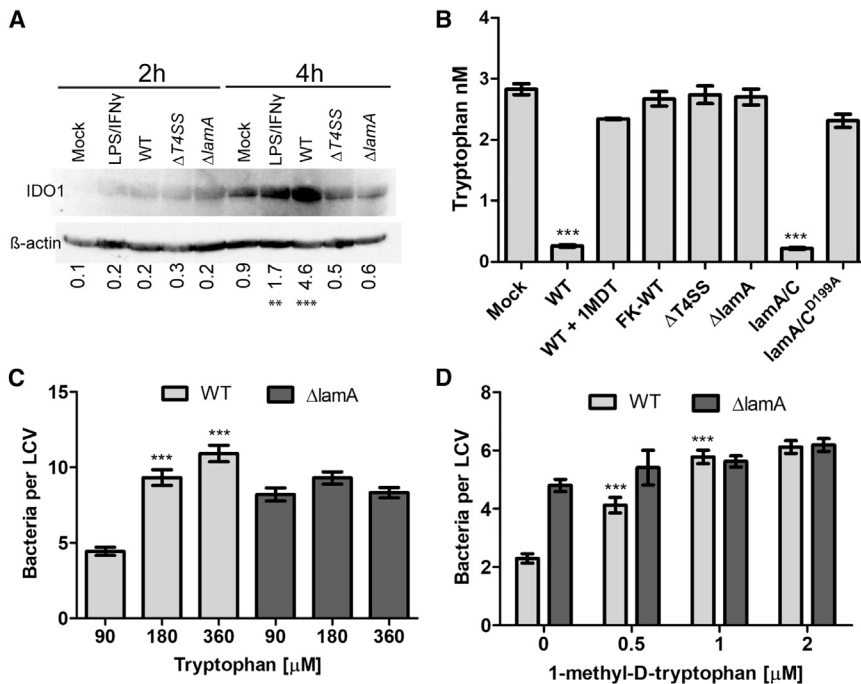 A
2h 4h
Mock LPS/IFNγ WT ΔT4SS ΔlamA Mock LPS/IFNγ WT ΔT4SS ΔlamA
IDO1
ß-actin
0.1 0.2 0.2 0.3 0.2 0.9 1.7 4.6 0.5 0.6
** ***
B
Tryptophan nM
4
3
2
1
0
*** ***
Mock WT WT + 1MDT FK-WT ΔT4SS ΔlamA lamA/C lamA/C^D199A
C
WT ΔlamA
Bacteria per LCV
15
10
5
0
*** ***
90 180 360 90 180 360
Tryptophan [µM]
D
WT ΔlamA
Bacteria per LCV
8
6
4
2
0
*** ***
0 0.5 1 2
1-methyl-D-tryptophan [µM]